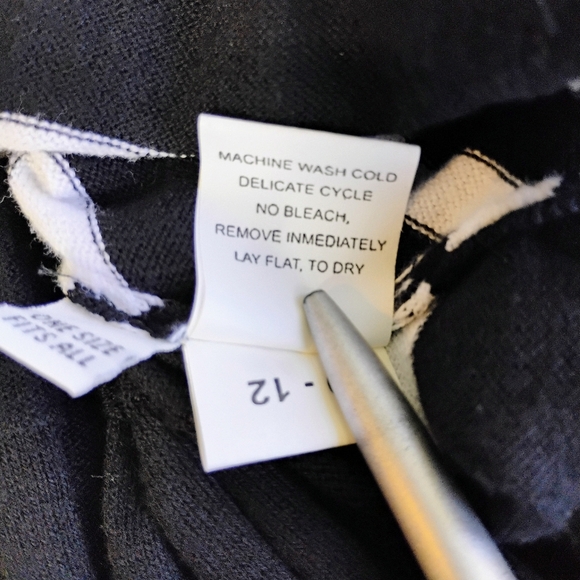 MACHINE WASH COLD
DELICATE CYCLE
NO BLEACH,
REMOVE INMEDIATELY
LAY FLAT, TO DRY
ONE SIZE
FITS ALL
- 12